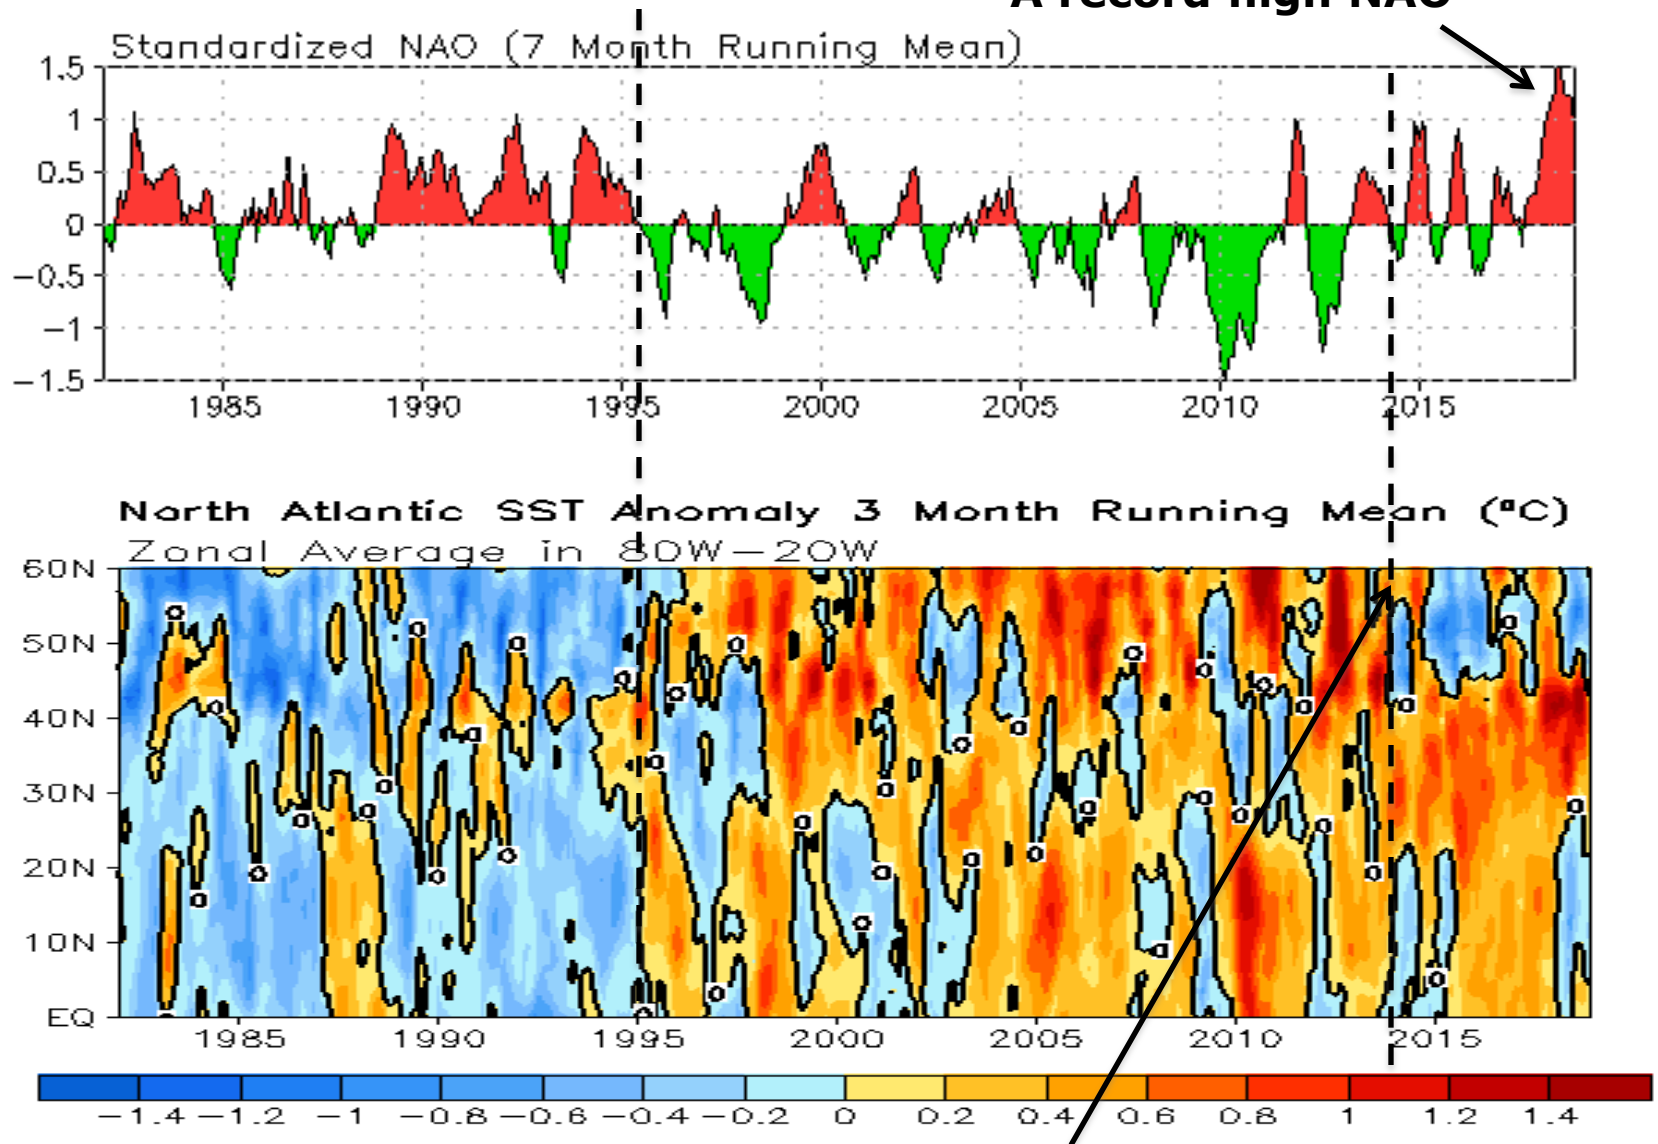 A record high NAO
Standardized NAO (7 Month Running Mean)
1.5
1
0.5
0
−0.5
−1
−1.5
1985 1990 1995 2000 2005 2010 2015
North Atlantic SST Anomaly 3 Month Running Mean (°C)
Zonal Average in 80W−20W
60N
50N
40N
30N
20N
10N
EQ
1985 1990 1995 2000 2005 2010 2015
−1.4 −1.2 −1 −0.8 −0.6 −0.4 −0.2 0 0.2 0.4 0.6 0.8 1 1.2 1.4